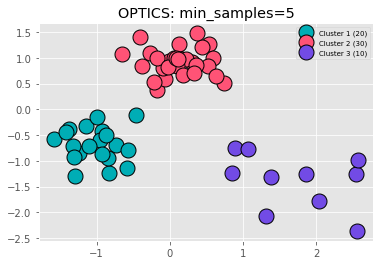 OPTICS: min_samples=5
Cluster 1 (20)
Cluster 2 (30)
Cluster 3 (10)
1.5
1.0
0.5
0.0
−0.5
−1.0
−1.5
−2.0
−2.5
−1 0 1 2